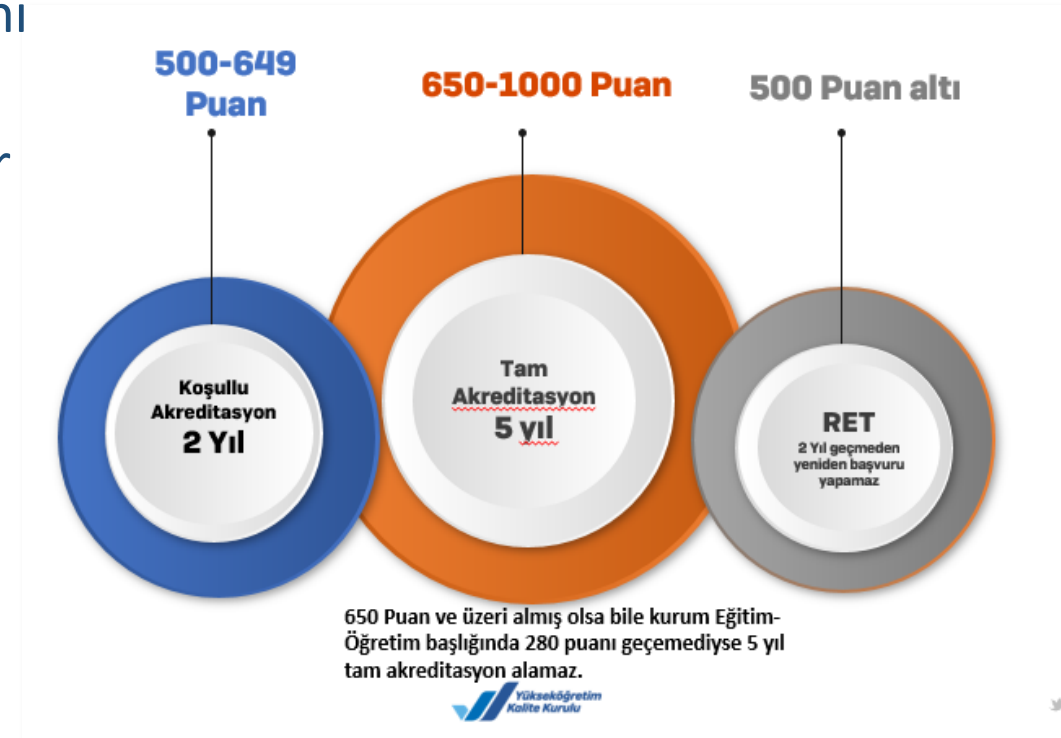 500-649
Puan
650-1000 Puan
500 Puan altı
Koşullu
Akreditasyon
2 Yıl
Tam
Akreditasyon
5 yıl
RET
2 Yıl geçmeden
yeniden başvuru
yapamaz
650 Puan ve üzeri almış olsa bile kurum Eğitim-
Öğretim başlığında 280 puanı geçemediyse 5 yıl
tam akreditasyon alamaz.
Yükseköğretim
Kalite Kurulu